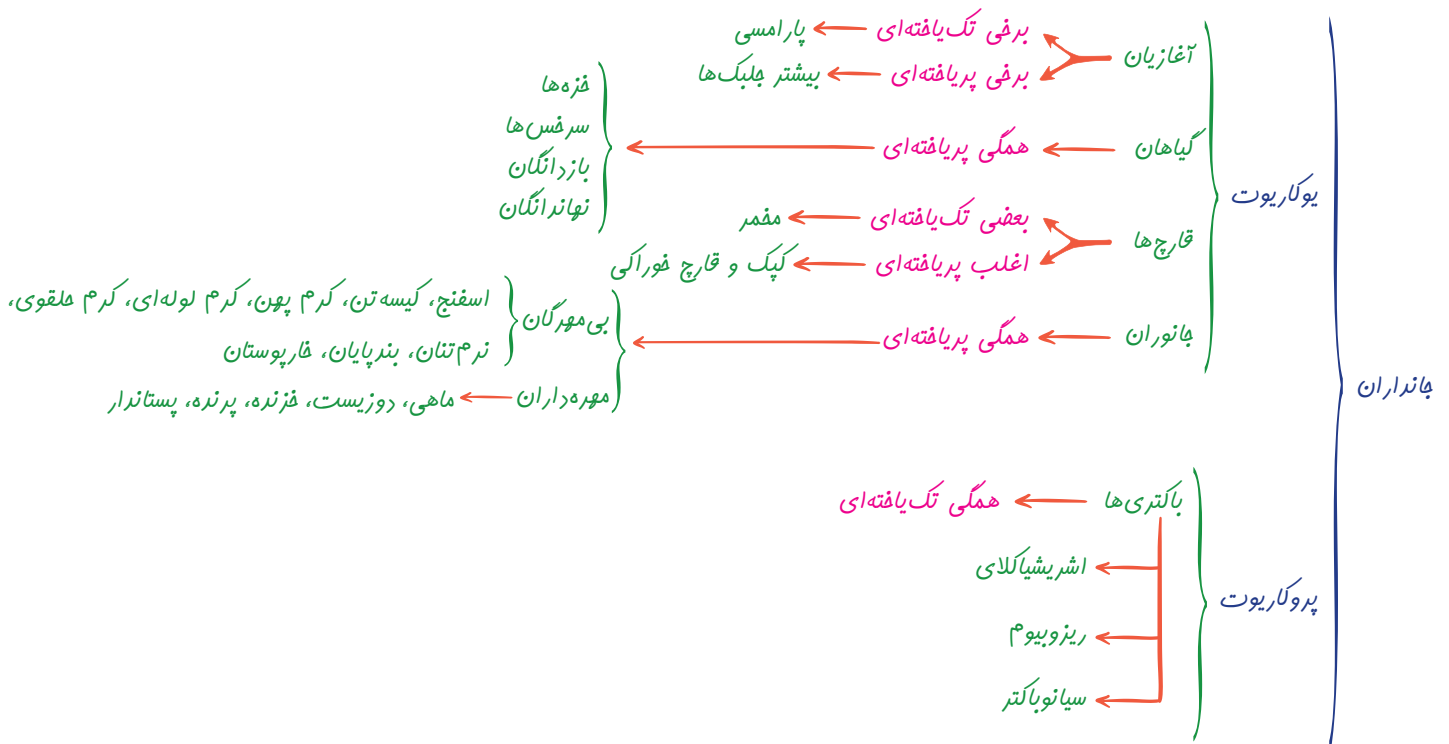 جانداران
یوکاریوت
آغازیان
برخی تک‌یاخته‌ای
پارامسی
برخی پریاخته‌ای
بیشتر جلبک‌ها
گیاهان
همگی پریاخته‌ای
خزه‌ها
سرخس‌ها
بازدانگان
نهاندانگان
قارچ‌ها
بعضی تک‌یاخته‌ای
مخمر
اغلب پریاخته‌ای
کپک و قارچ خوراکی
جانوران
همگی پریاخته‌ای
بی‌مهرگان
اسفنج، کیسه‌تن، کرم پهن، کرم لوله‌ای، کرم حلقوی،
نرم‌تنان، بندپایان، خارپوستان
مهره‌داران
ماهی، دوزیست، خزنده، پرنده، پستاندار
پروکاریوت
باکتری‌ها
همگی تک‌یاخته‌ای
اشریشیاکلای
ریزوبیوم
سیانوباکتر